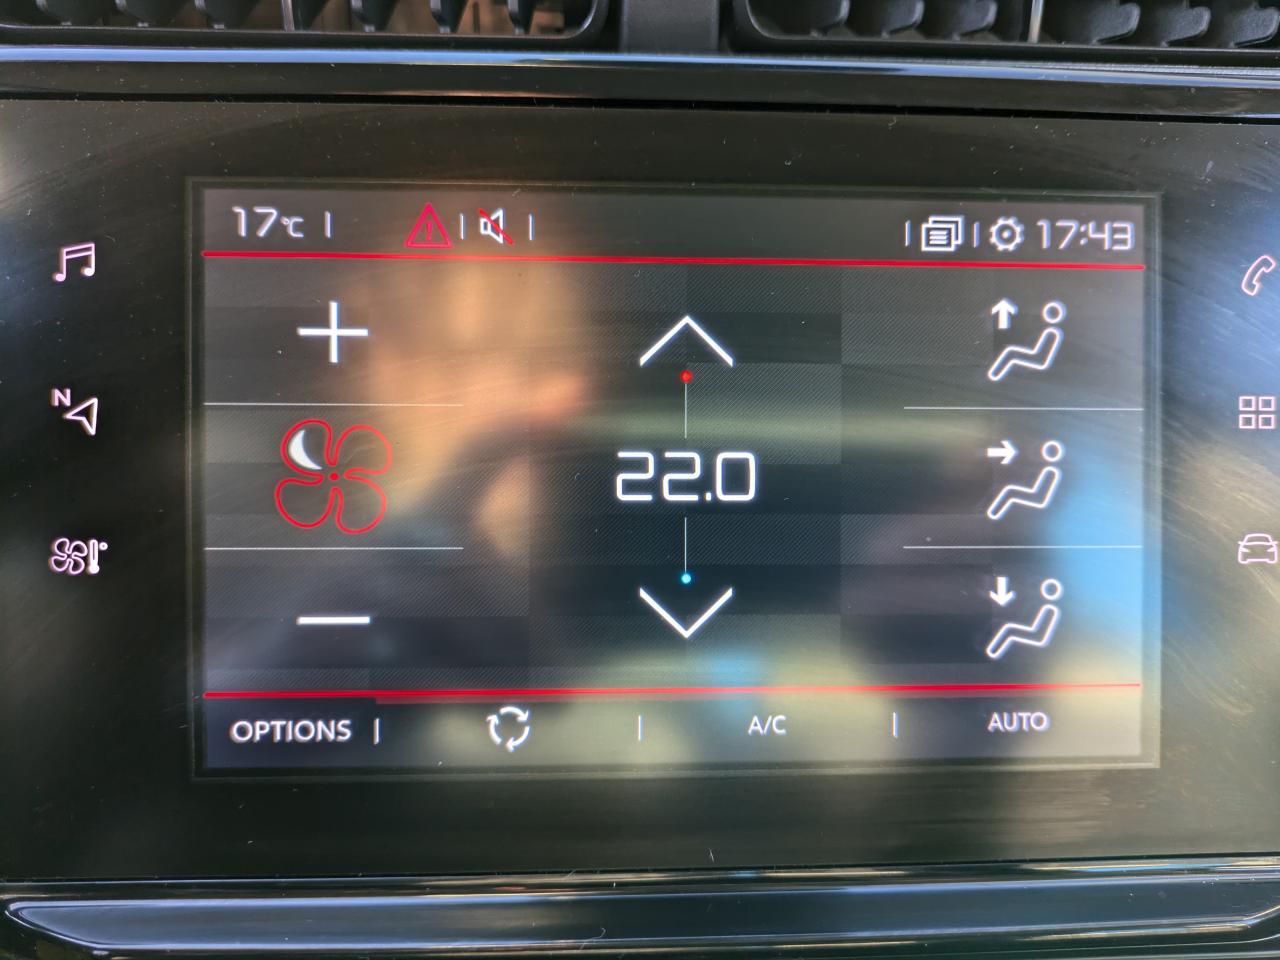 17°C
17:43
N
22.0
OPTIONS
A/C
AUTO